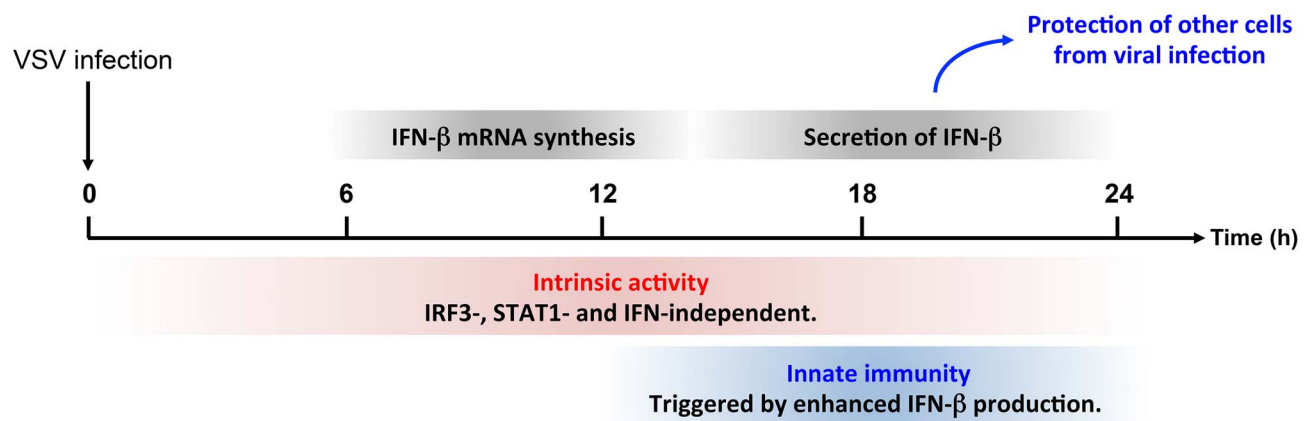 Protection of other cells
from viral infection
VSV infection
IFN-β mRNA synthesis
Secretion of IFN-β
0
6
12
18
24
Time (h)
Intrinsic activity
IRF3-, STAT1- and IFN-independent.
Innate immunity
Triggered by enhanced IFN-β production.